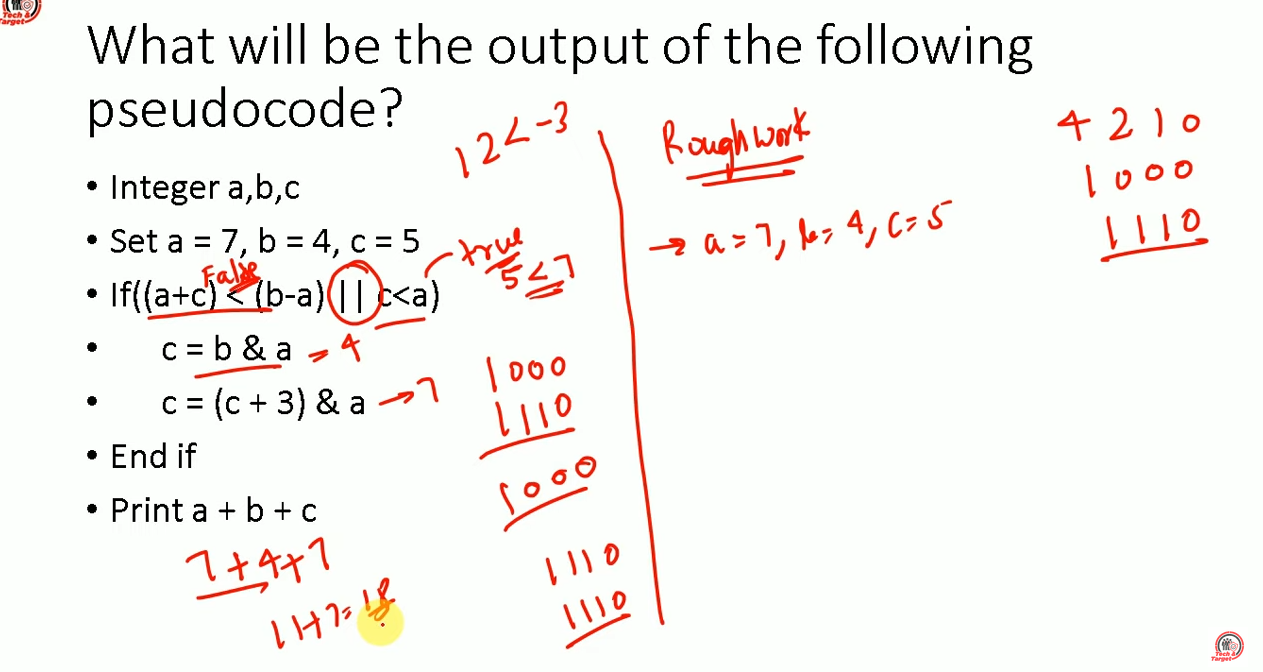 Tech & Target
What will be the output of the following
pseudocode?
12 < -3
Rough work
4 2 1 0
1 0 0 0
1 1 1 0
• Integer a,b,c
• Set a = 7, b = 4, c = 5
→ a = 7, b = 4, c = 5
true
5 < 7
False
• If((a+c) < (b-a) || c<a)
• c = b & a = 4
• c = (c + 3) & a → 7
1000
1110
1000
• End if
• Print a + b + c
7 + 4 + 7
11 + 7 = 18
1110
1110
Tech & Target